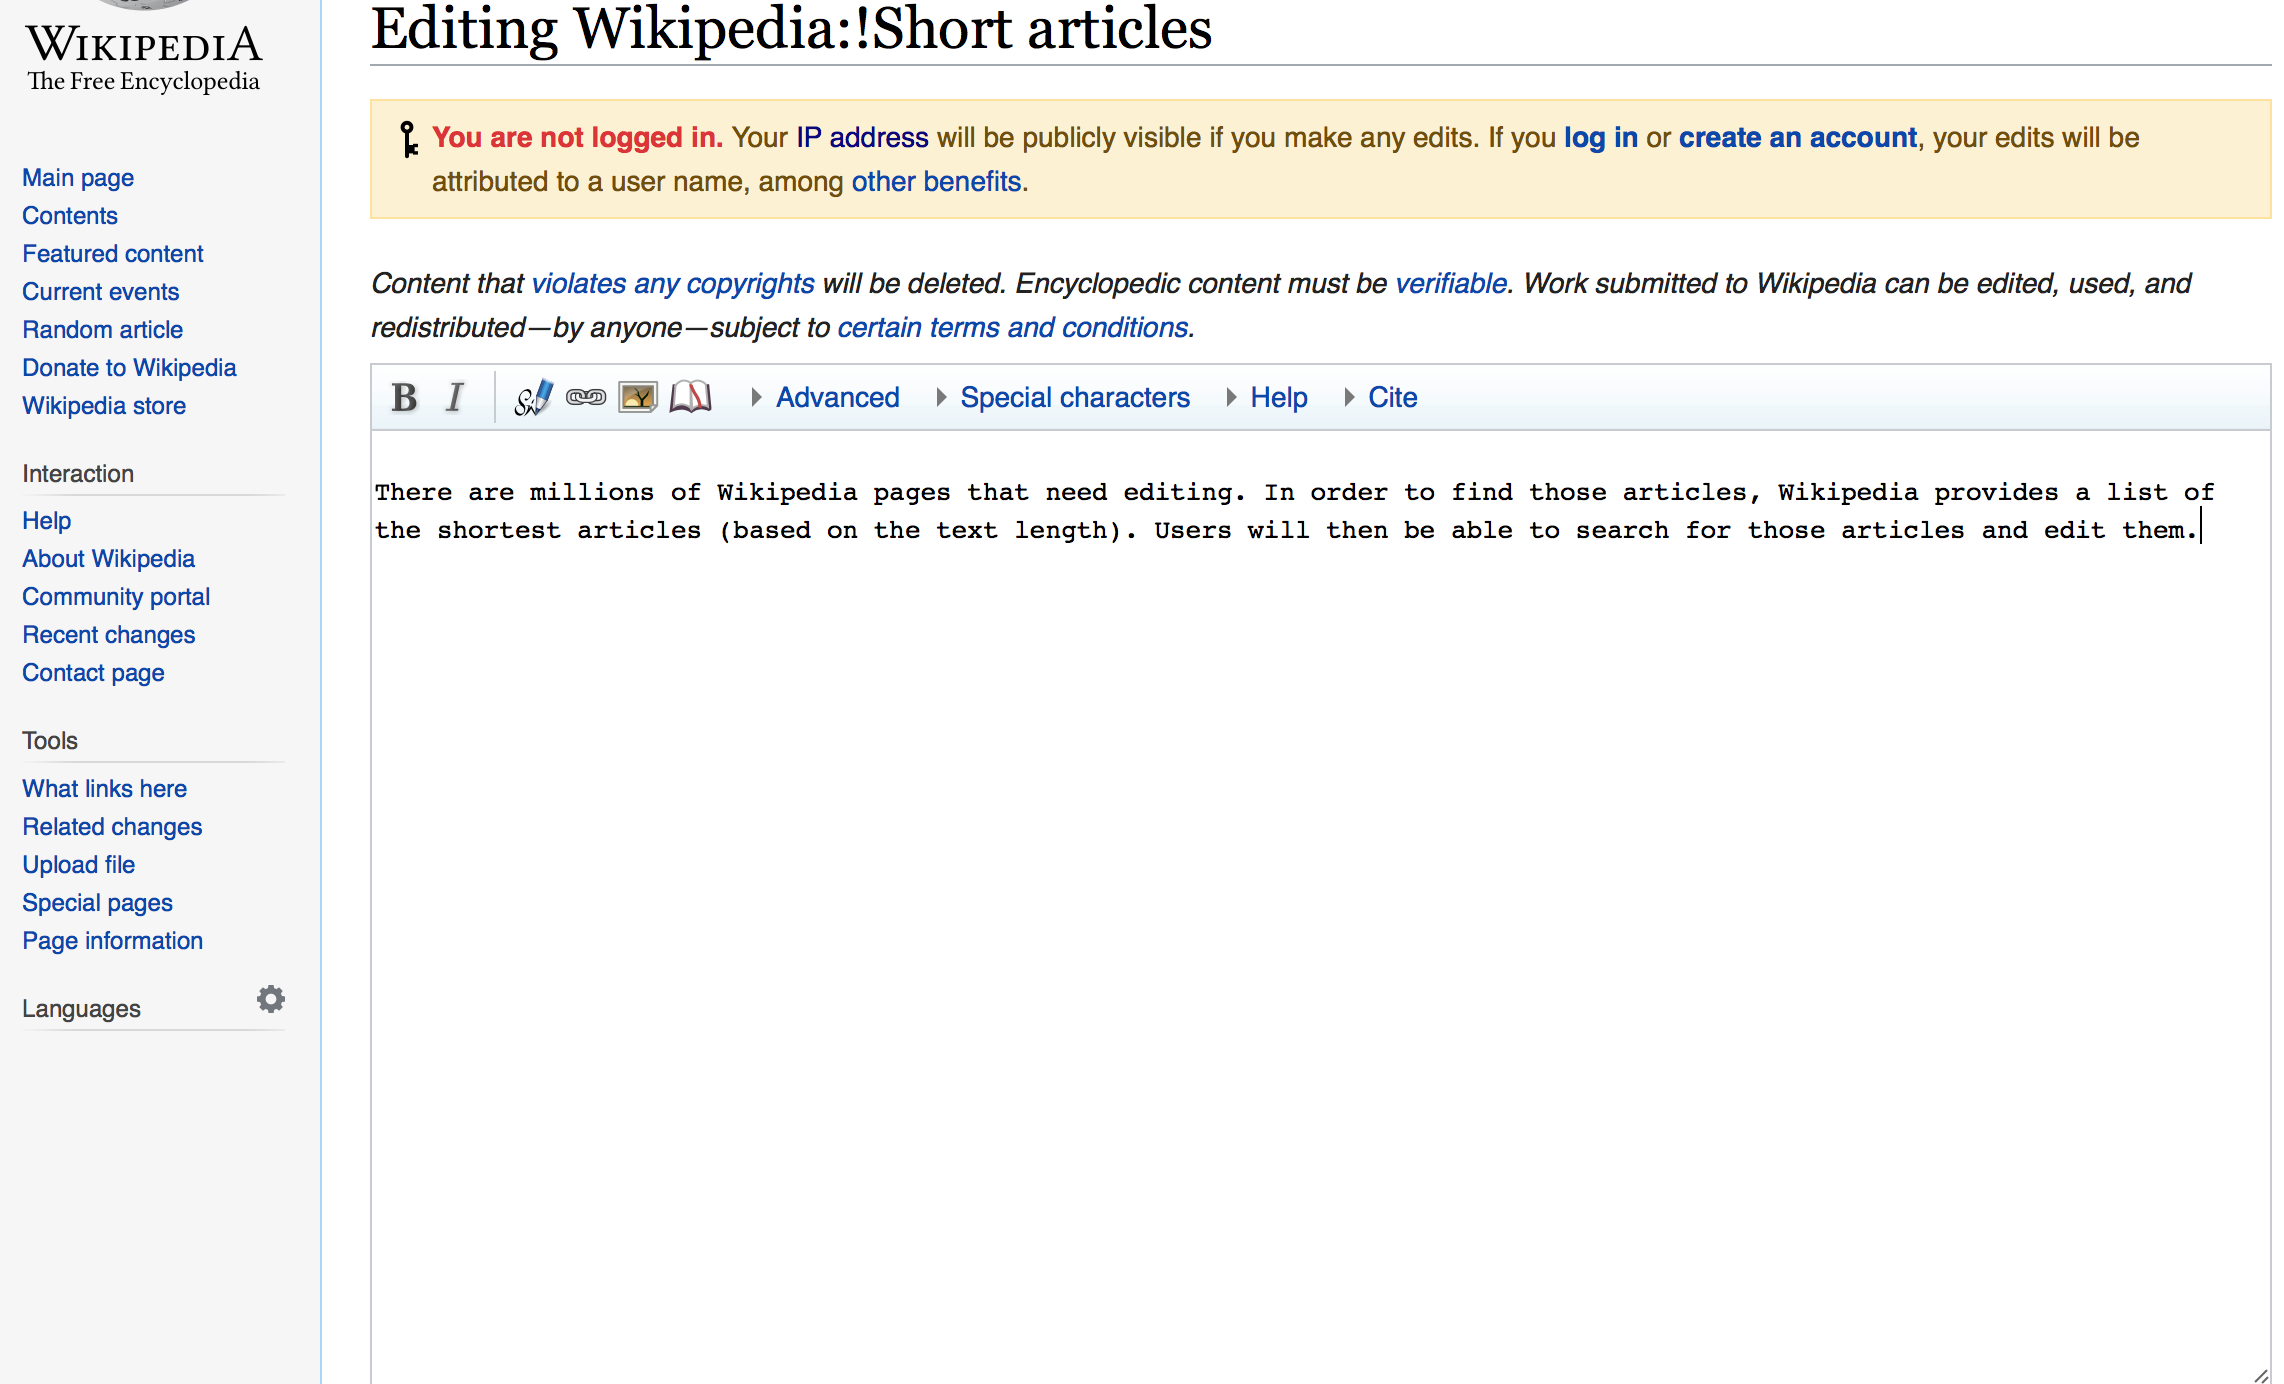 WIKIPEDIA
The Free Encyclopedia
Main page
Contents
Featured content
Current events
Random article
Donate to Wikipedia
Wikipedia store
Interaction
Help
About Wikipedia
Community portal
Recent changes
Contact page
Tools
What links here
Related changes
Upload file
Special pages
Page information
Languages
Editing Wikipedia:!Short articles
You are not logged in. Your IP address will be publicly visible if you make any edits. If you log in or create an account, your edits will be
attributed to a user name, among other benefits.
Content that violates any copyrights will be deleted. Encyclopedic content must be verifiable. Work submitted to Wikipedia can be edited, used, and
redistributed—by anyone—subject to certain terms and conditions.
B I Advanced Special characters Help Cite
There are millions of Wikipedia pages that need editing. In order to find those articles, Wikipedia provides a list of
the shortest articles (based on the text length). Users will then be able to search for those articles and edit them.